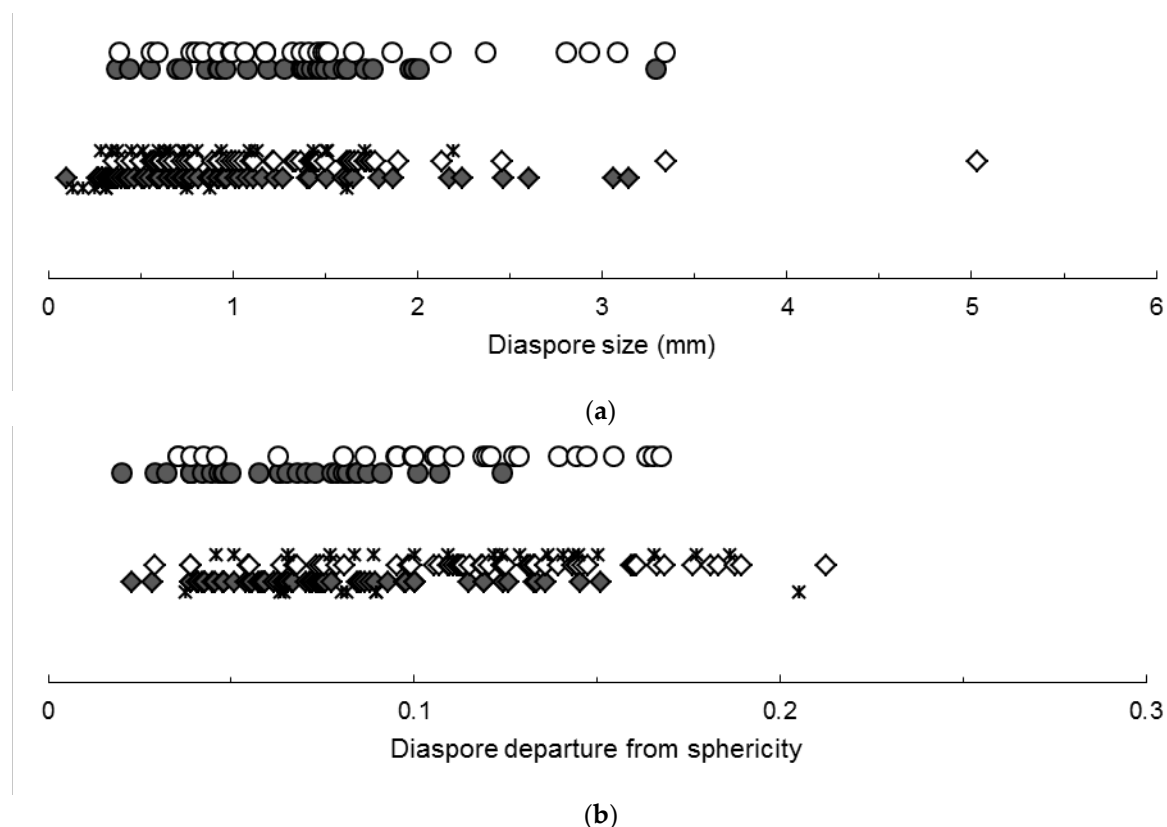 0 1 2 3 4 5 6
Diaspore size (mm)
(a)
0 0.1 0.2 0.3
Diaspore departure from sphericity
(b)